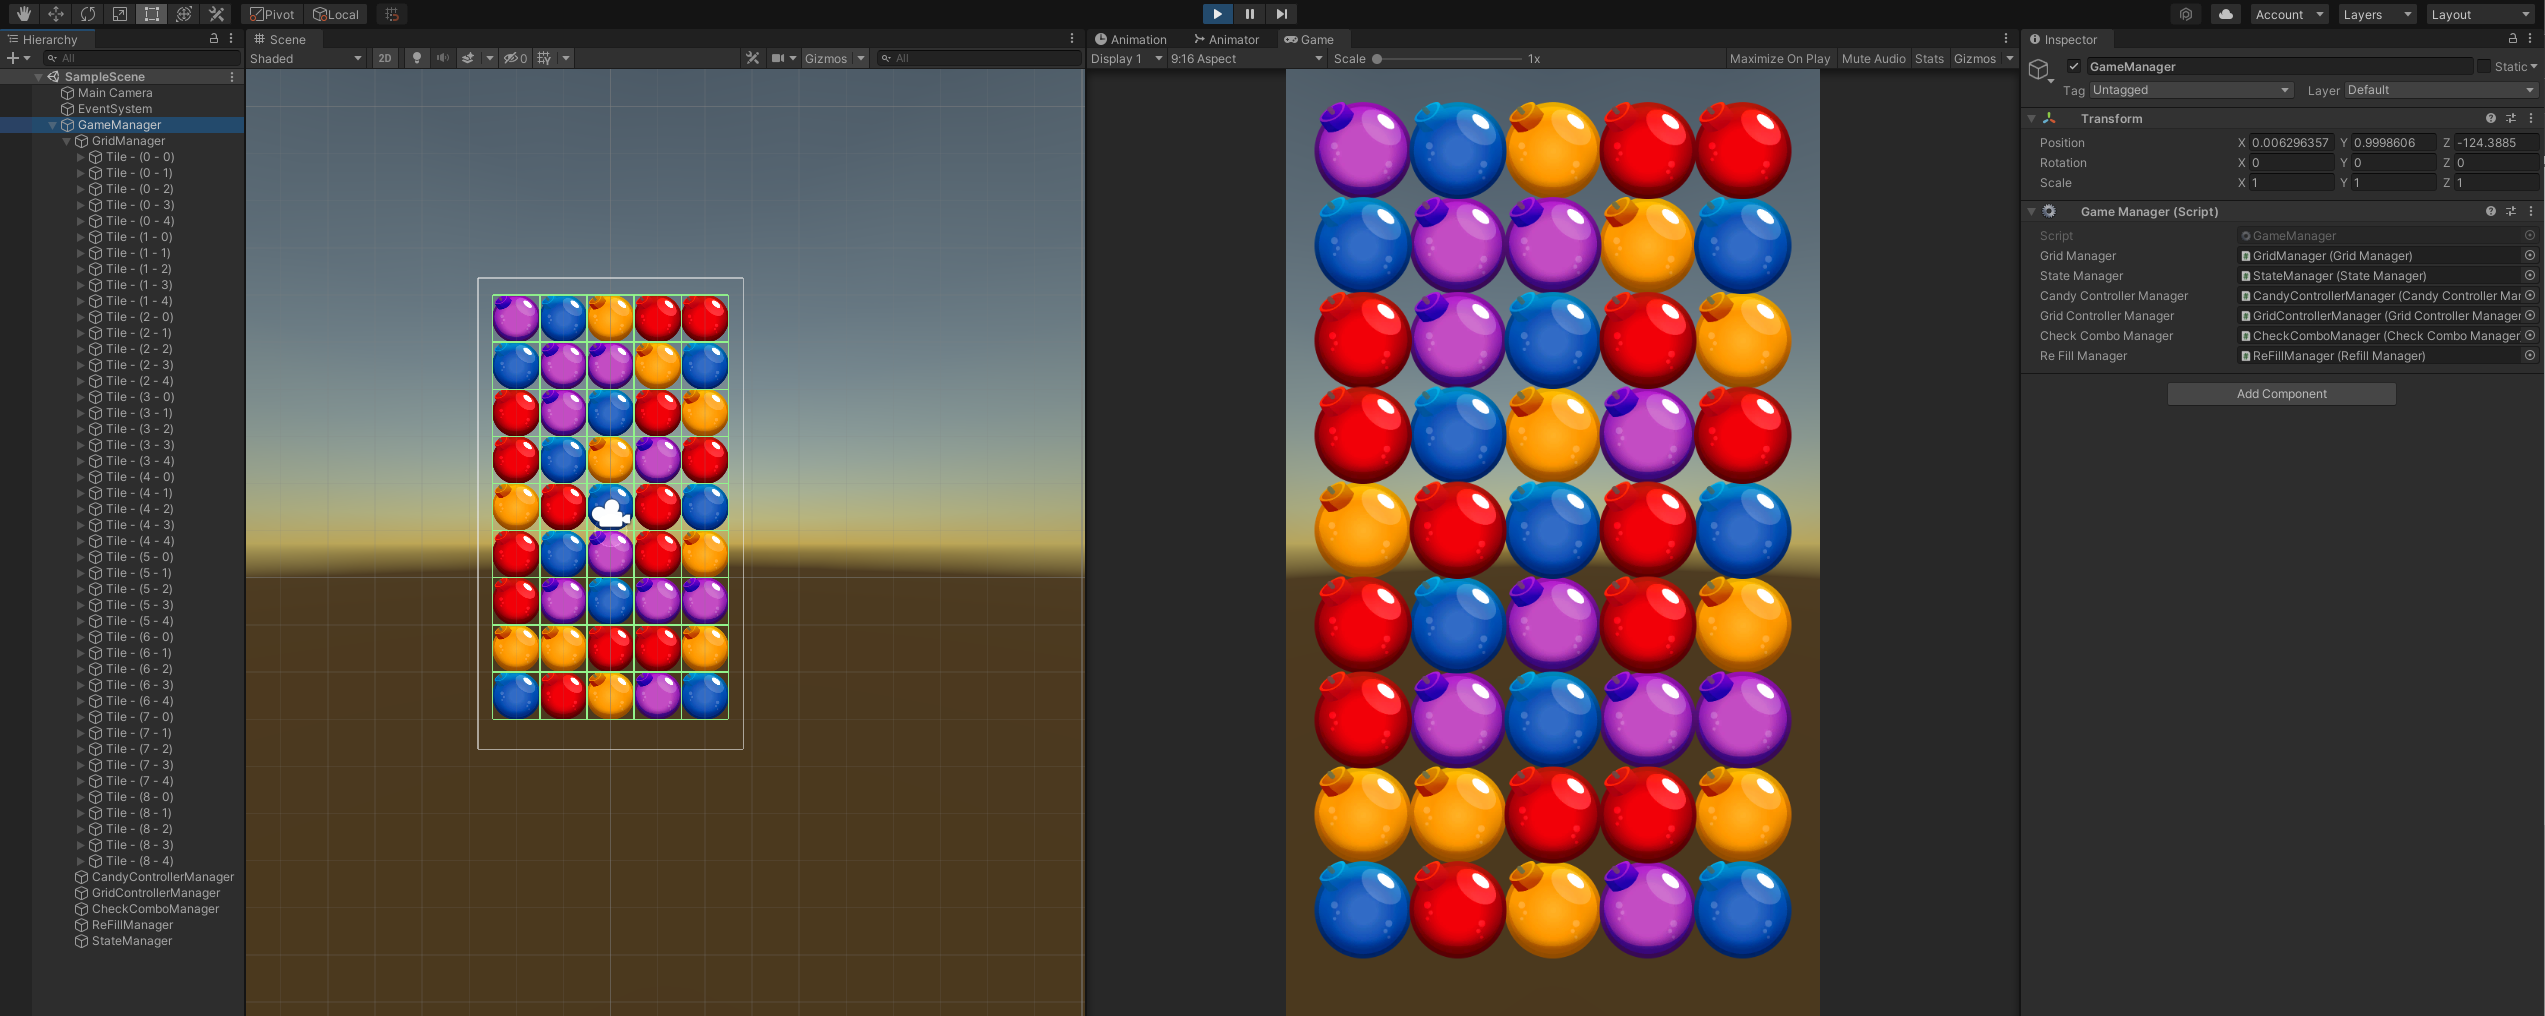 Pivot Local Account Layers Layout
Hierarchy
All
SampleScene
Main Camera
EventSystem
GameManager
GridManager
Tile - (0 - 0)
Tile - (0 - 1)
Tile - (0 - 2)
Tile - (0 - 3)
Tile - (0 - 4)
Tile - (1 - 0)
Tile - (1 - 1)
Tile - (1 - 2)
Tile - (1 - 3)
Tile - (1 - 4)
Tile - (2 - 0)
Tile - (2 - 1)
Tile - (2 - 2)
Tile - (2 - 3)
Tile - (2 - 4)
Tile - (3 - 0)
Tile - (3 - 1)
Tile - (3 - 2)
Tile - (3 - 3)
Tile - (3 - 4)
Tile - (4 - 0)
Tile - (4 - 1)
Tile - (4 - 2)
Tile - (4 - 3)
Tile - (4 - 4)
Tile - (5 - 0)
Tile - (5 - 1)
Tile - (5 - 2)
Tile - (5 - 3)
Tile - (5 - 4)
Tile - (6 - 0)
Tile - (6 - 1)
Tile - (6 - 2)
Tile - (6 - 3)
Tile - (6 - 4)
Tile - (7 - 0)
Tile - (7 - 1)
Tile - (7 - 2)
Tile - (7 - 3)
Tile - (7 - 4)
Tile - (8 - 0)
Tile - (8 - 1)
Tile - (8 - 2)
Tile - (8 - 3)
Tile - (8 - 4)
CandyControllerManager
GridControllerManager
CheckComboManager
ReFillManager
StateManager
Scene
Shaded 2D 0 Gizmos All
Animation Animator Game
Display 1 9:16 Aspect Scale 1x Maximize On Play Mute Audio Stats Gizmos
Inspector
GameManager Static
Tag Untagged Layer Default
Transform
Position X 0.006296357 Y 0.9998606 Z -124.3885
Rotation X 0 Y 0 Z 0
Scale X 1 Y 1 Z 1
Game Manager (Script)
Script GameManager
Grid Manager GridManager (Grid Manager)
State Manager StateManager (State Manager)
Candy Controller Manager CandyControllerManager (Candy Controller Mar
Grid Controller Manager GridControllerManager (Grid Controller Manager
Check Combo Manager CheckComboManager (Check Combo Manager
Re Fill Manager ReFillManager (Refill Manager)
Add Component